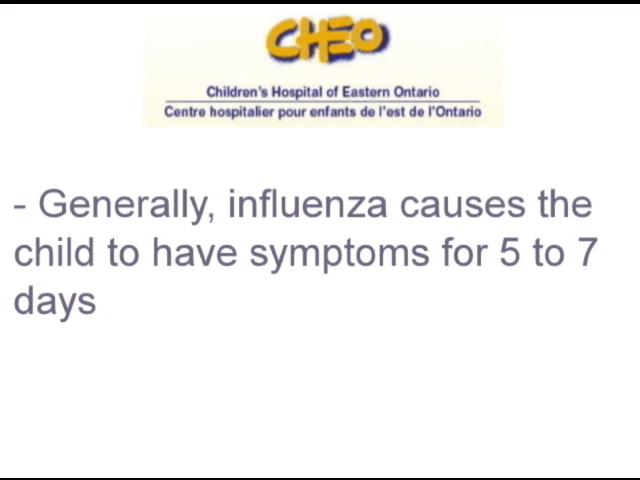 CHEO
Children's Hospital of Eastern Ontario
Centre hospitalier pour enfants de l'est de l'Ontario
- Generally, influenza causes the
child to have symptoms for 5 to 7
days